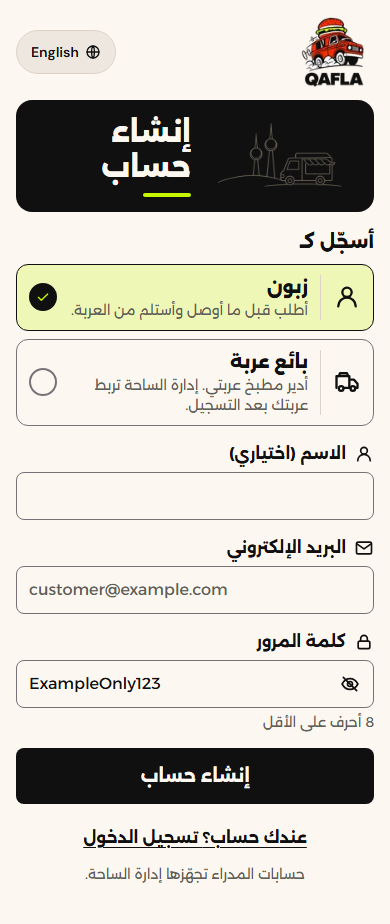 QAFLA
English
إنشاء
حساب
أسجّل كـ
زبون
أطلب قبل ما أوصل وأستلم من العربة.
بائع عربة
أدير مطبخ عربتي. إدارة الساحة تربط
عربتك بعد التسجيل.
الاسم (اختياري)
البريد الإلكتروني
customer@example.com
كلمة المرور
ExampleOnly123
8 أحرف على الأقل
إنشاء حساب
عندك حساب؟ تسجيل الدخول
حسابات المدراء تجهّزها إدارة الساحة.